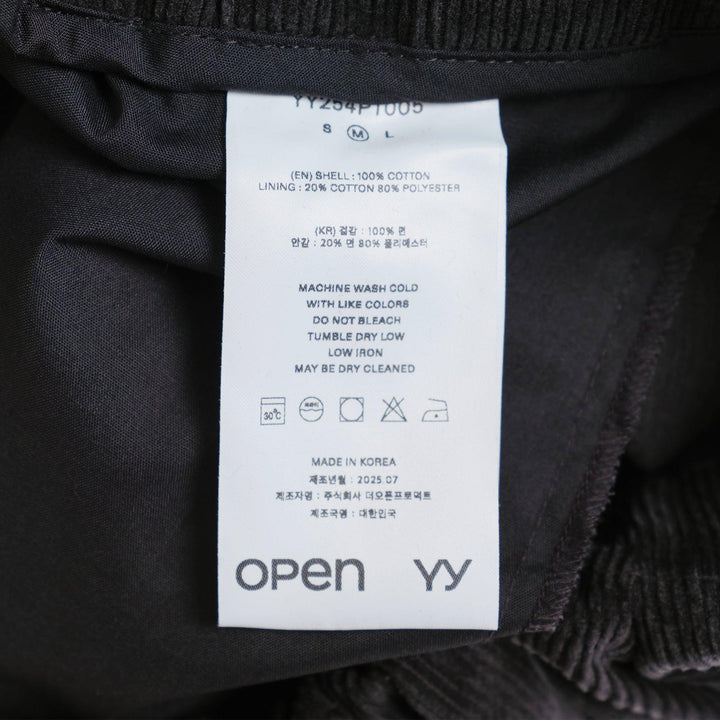 YY254PT005
S M L
(EN) SHELL : 100% COTTON
LINING : 20% COTTON 80% POLYESTER
(KR) 겉감 : 100% 면
안감 : 20% 면 80% 폴리에스터
MACHINE WASH COLD
WITH LIKE COLORS
DO NOT BLEACH
TUMBLE DRY LOW
LOW IRON
MAY BE DRY CLEANED
30°C
MADE IN KOREA
제조년월 : 2025.07
제조자명 : 주식회사 더오픈프로덕트
제조국명 : 대한민국
OPEN YY